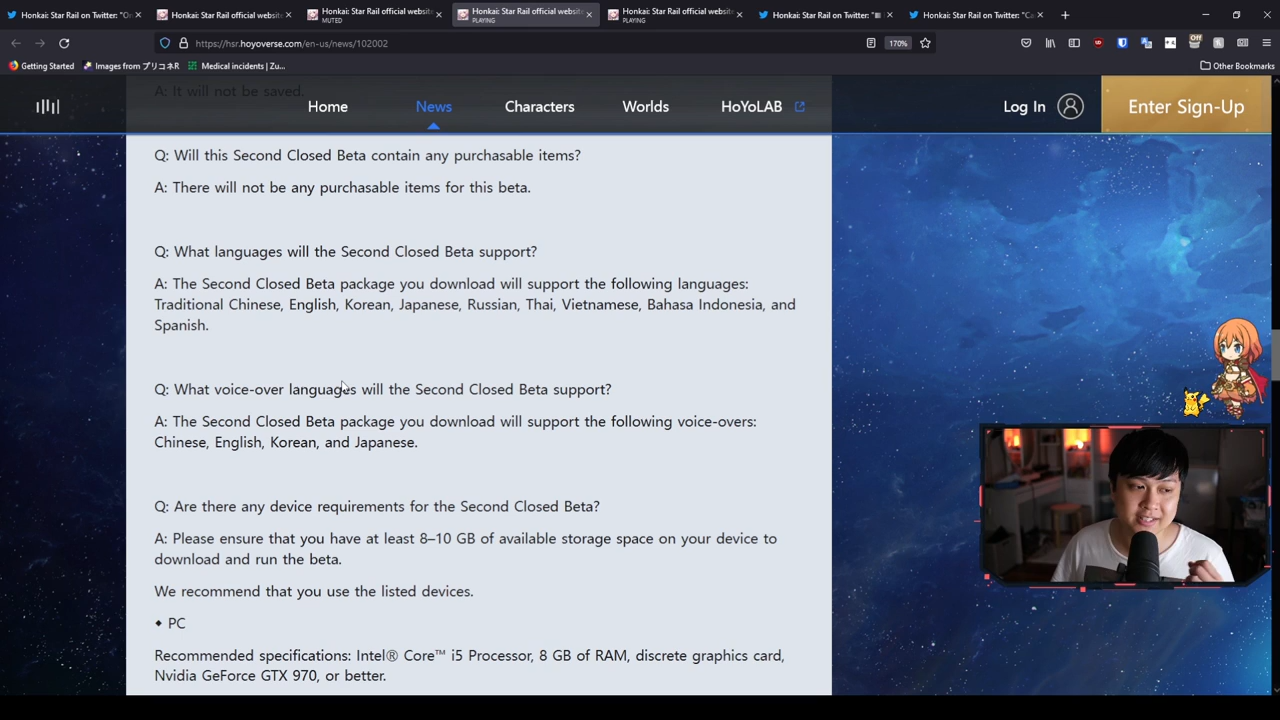 Honkai: Star Rail on Twitter: "On
Honkai: Star Rail official website
Honkai: Star Rail official website
MUTED
Honkai: Star Rail official website
PLAYING
Honkai: Star Rail official website
PLAYING
Honkai: Star Rail on Twitter: "
Honkai: Star Rail on Twitter: "Ca
https://hsr.hoyoverse.com/en-us/news/102002
170%
Off
Getting Started
Images from プリコネR
Medical incidents | Zu...
Other Bookmarks
A: It will not be saved.
Home
News
Characters
Worlds
HoYoLAB
Log In
Enter Sign-Up
Q: Will this Second Closed Beta contain any purchasable items?
A: There will not be any purchasable items for this beta.
Q: What languages will the Second Closed Beta support?
A: The Second Closed Beta package you download will support the following languages:
Traditional Chinese, English, Korean, Japanese, Russian, Thai, Vietnamese, Bahasa Indonesia, and
Spanish.
Q: What voice-over languages will the Second Closed Beta support?
A: The Second Closed Beta package you download will support the following voice-overs:
Chinese, English, Korean, and Japanese.
Q: Are there any device requirements for the Second Closed Beta?
A: Please ensure that you have at least 8–10 GB of available storage space on your device to
download and run the beta.
We recommend that you use the listed devices.
◆ PC
Recommended specifications: Intel® Core™ i5 Processor, 8 GB of RAM, discrete graphics card,
Nvidia GeForce GTX 970, or better.